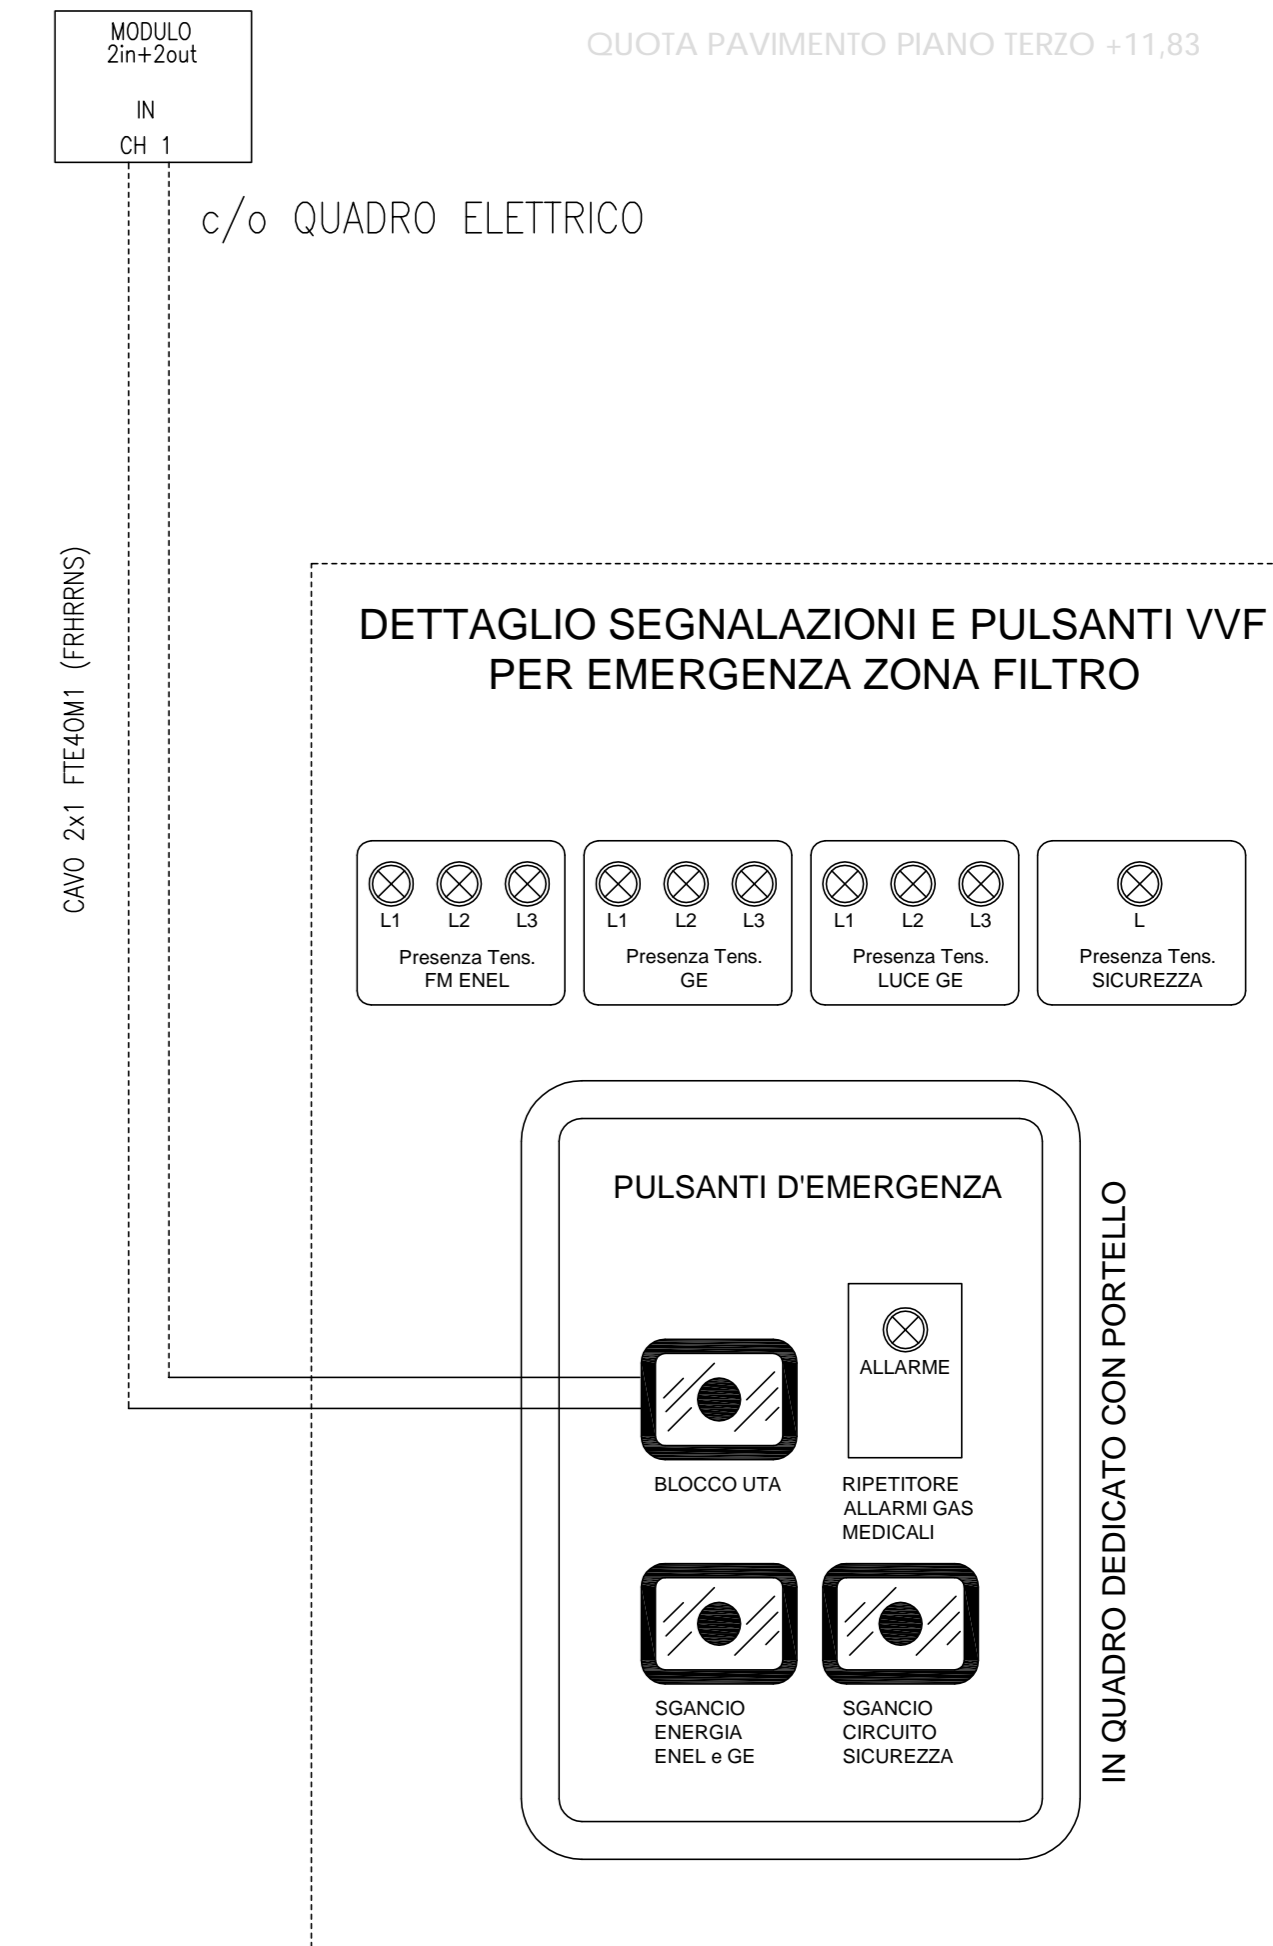 MODULO
2in+2out
IN
CH 1
QUOTA PAVIMENTO PIANO TERZO +11,83
c/o QUADRO ELETTRICO
CAVO 2x1 FTE4OM1 (FRHRRNS)
DETTAGLIO SEGNALAZIONI E PULSANTI VVF
PER EMERGENZA ZONA FILTRO
L1 L2 L3
Presenza Tens.
FM ENEL
L1 L2 L3
Presenza Tens.
GE
L1 L2 L3
Presenza Tens.
LUCE GE
L
Presenza Tens.
SICUREZZA
PULSANTI D'EMERGENZA
ALLARME
BLOCCO UTA
RIPETITORE
ALLARMI GAS
MEDICALI
SGANCIO
ENERGIA
ENEL e GE
SGANCIO
CIRCUITO
SICUREZZA
IN QUADRO DEDICATO CON PORTELLO